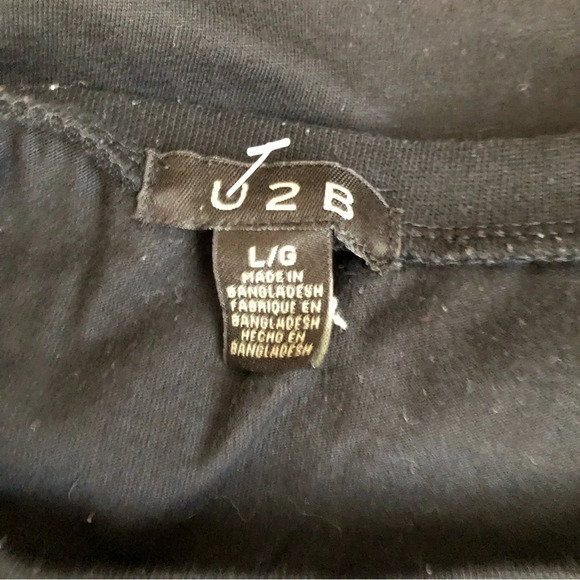 U2B
L/G
MADE IN
BANGLADESH
FABRIQUE EN
BANGLADESH
HECHO EN
BANGLADESH